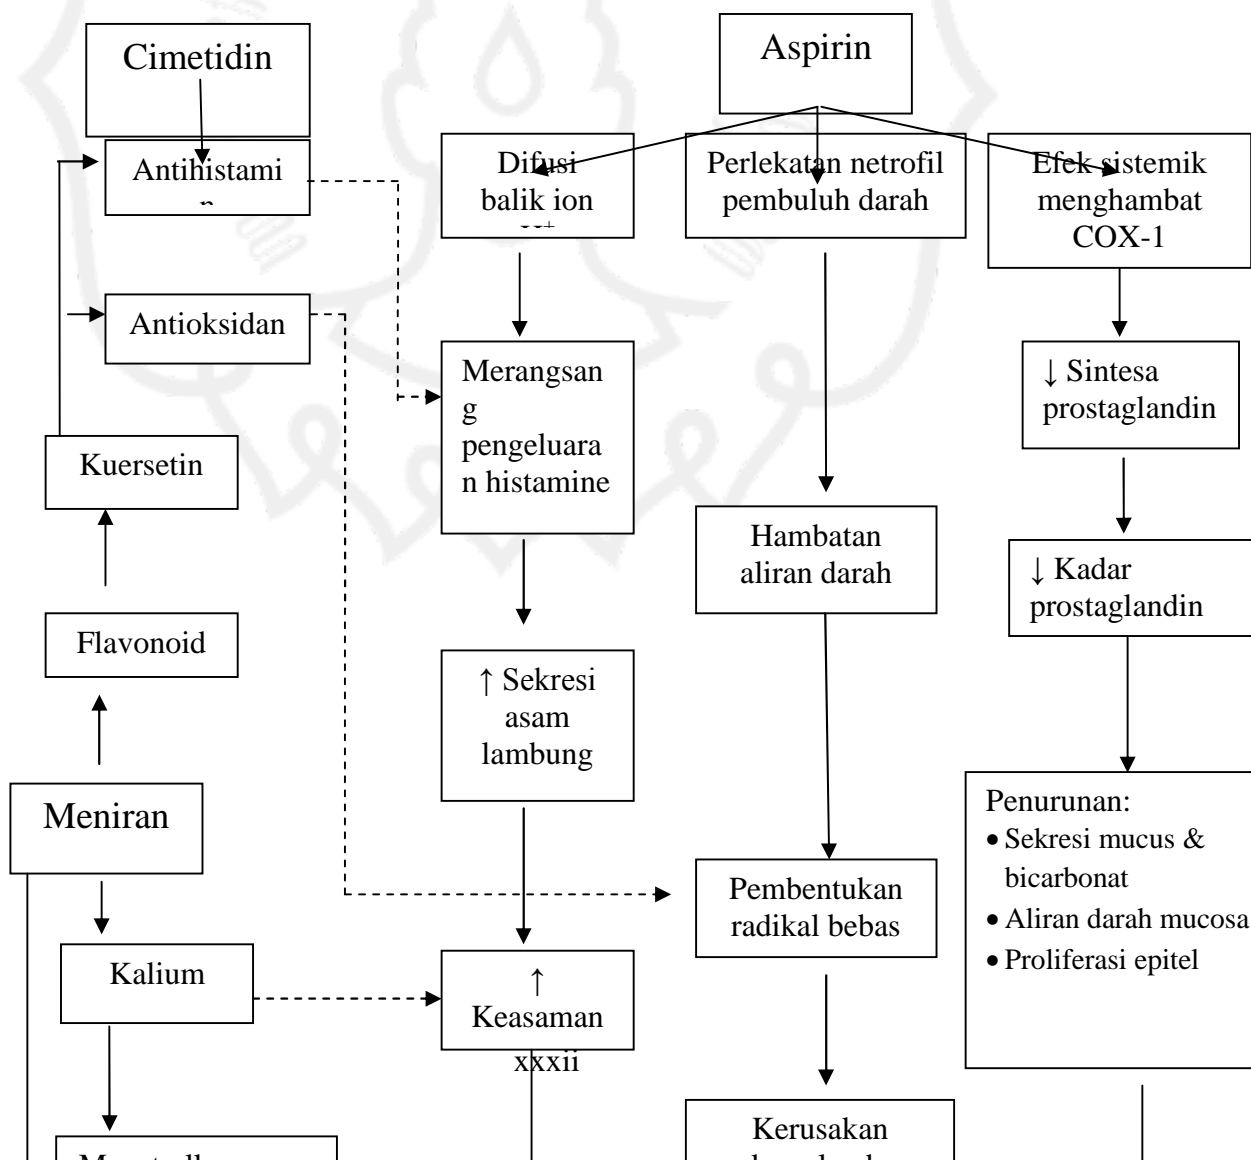 Cimetidin
Aspirin
Antihistami
n
Difusi
balik ion
H⁺
Perlekatan netrofil
pembuluh darah
Efek sistemik
menghambat
COX-1
Antioksidan
Merangsan
g
pengeluara
n histamine
↓ Sintesa
prostaglandin
Kuersetin
Hambatan
aliran darah
↓ Kadar
prostaglandin
Flavonoid
↑ Sekresi
asam
lambung
Meniran
Penurunan:
• Sekresi mucus &
bicarbonat
• Aliran darah mucosa
• Proliferasi epitel
Pembentukan
radikal bebas
Kalium
↑
Keasaman
xxxii
Kerusakan